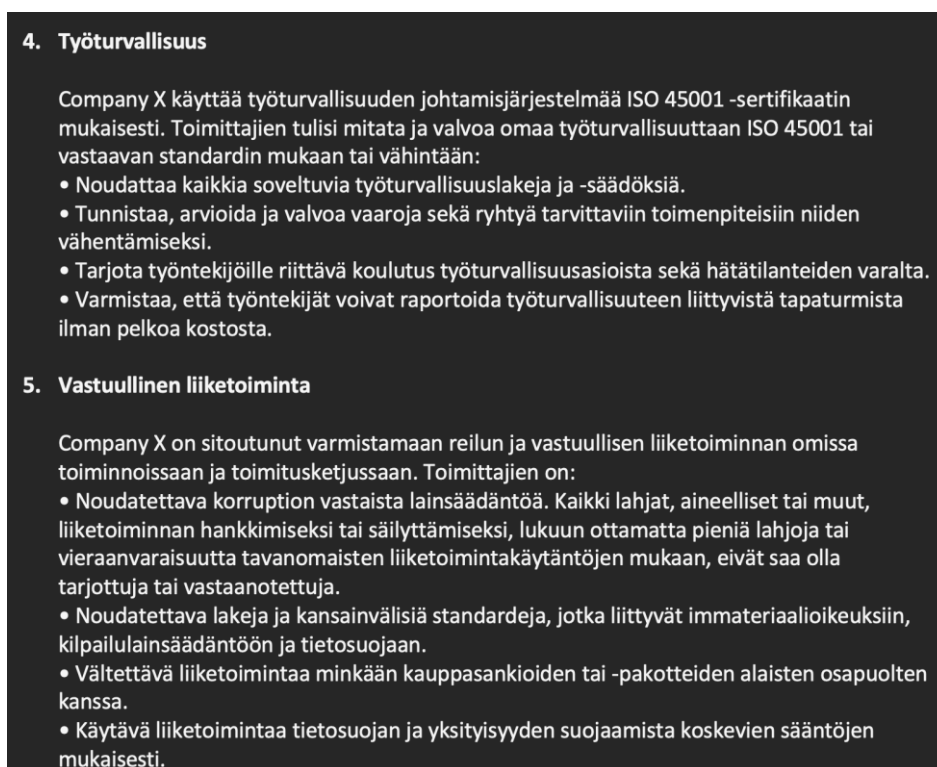 4. Työturvallisuus
Company X käyttää työturvallisuuden johtamisjärjestelmää ISO 45001 -sertifikaatin
mukaisesti. Toimittajien tulisi mitata ja valvoa omaa työturvallisuuttaan ISO 45001 tai
vastaavan standardin mukaan tai vähintään:
• Noudattaa kaikkia soveltuvia työturvallisuuslakeja ja -säädöksiä.
• Tunnistaa, arvioida ja valvoa vaaroja sekä ryhtyä tarvittaviin toimenpiteisiin niiden
vähentämiseksi.
• Tarjota työntekijöille riittävä koulutus työturvallisuusasioista sekä hätätilanteiden varalta.
• Varmistaa, että työntekijät voivat raportoida työturvallisuuteen liittyvistä tapaturmista
ilman pelkoa kostosta.
5. Vastuullinen liiketoiminta
Company X on sitoutunut varmistamaan reilun ja vastuullisen liiketoiminnan omissa
toiminnoissaan ja toimitusketjussaan. Toimittajien on:
• Noudatettava korruption vastaista lainsäädäntöä. Kaikki lahjat, aineelliset tai muut,
liiketoiminnan hankkimiseksi tai säilyttämiseksi, lukuun ottamatta pieniä lahjoja tai
vieraanvaraisuutta tavanomaisten liiketoimintakäytäntöjen mukaan, eivät saa olla
tarjottuja tai vastaanotettuja.
• Noudatettava lakeja ja kansainvälisiä standardeja, jotka liittyvät immateriaalioikeuksiin,
kilpailulainsäädäntöön ja tietosuojaan.
• Vältettävä liiketoimintaa minkään kauppasankioiden tai -pakotteiden alaisten osapuolten
kanssa.
• Käytävä liiketoimintaa tietosuojan ja yksityisyyden suojaamista koskevien sääntöjen
mukaisesti.